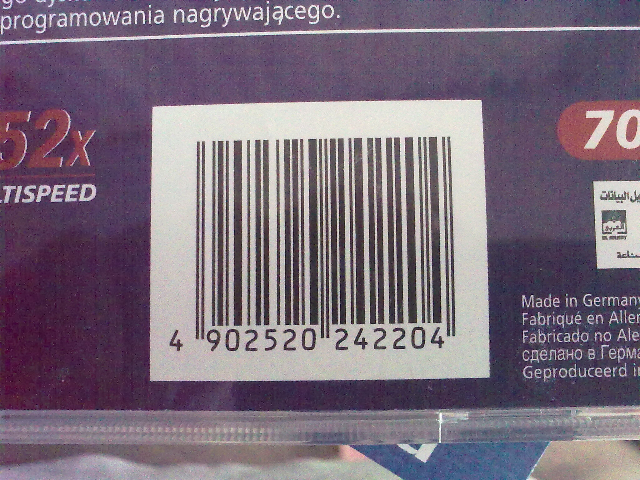 programowania nagrywającego.
52x
TISPEED
70
4 902520 242204
Made in Germany
Fabriqué en Aller
Fabricado no Ale
сделано в Герма
Geproduceerd in